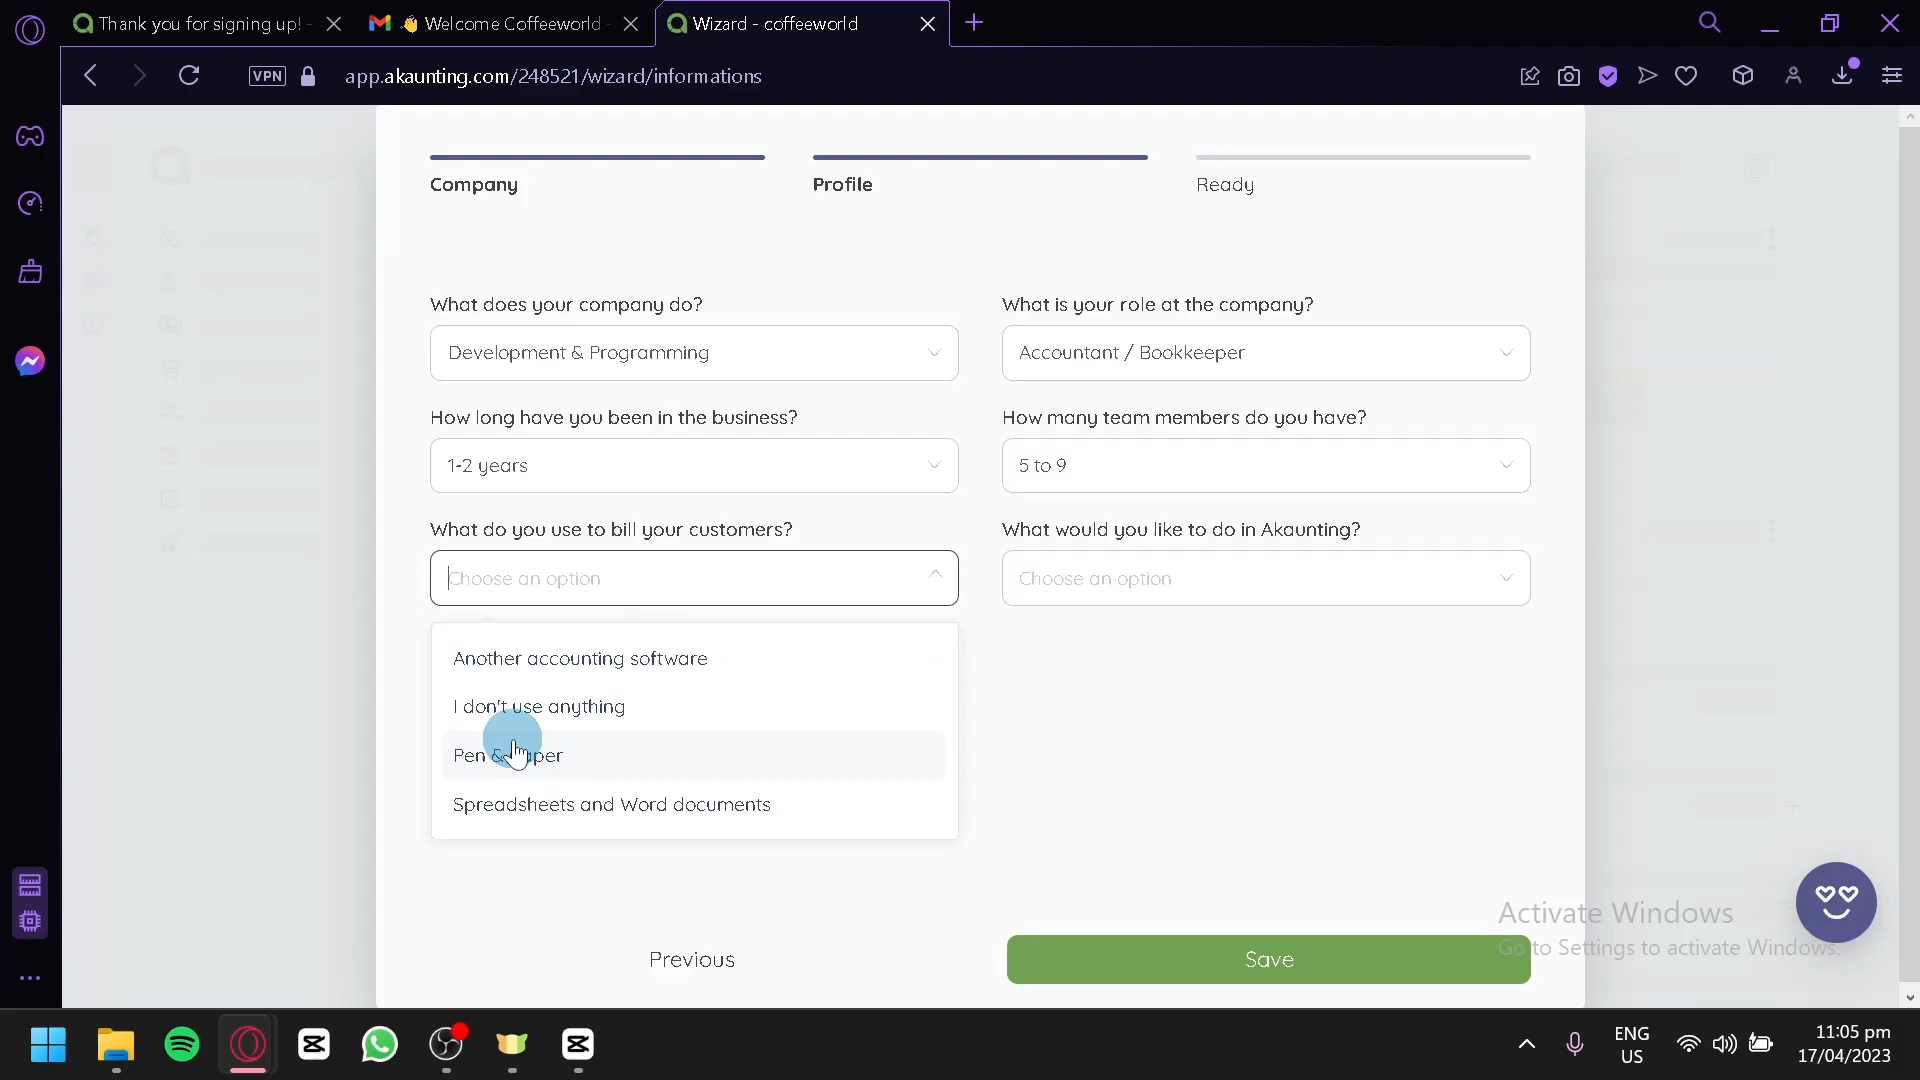 Thank you for signing up! -
👋 Welcome Coffeeworld -
Wizard - coffeeworld
VPN
app.akaunting.com/248521/wizard/informations
Company
Profile
Ready
What does your company do?
What is your role at the company?
Development & Programming
Accountant / Bookkeeper
How long have you been in the business?
How many team members do you have?
1-2 years
5 to 9
What do you use to bill your customers?
What would you like to do in Akaunting?
Choose an option
Choose an option
Another accounting software
I don't use anything
Pen & Paper
Spreadsheets and Word documents
Previous
Save
Activate Windows
Go to Settings to activate Windows.
ENG
US
11:05 pm
17/04/2023